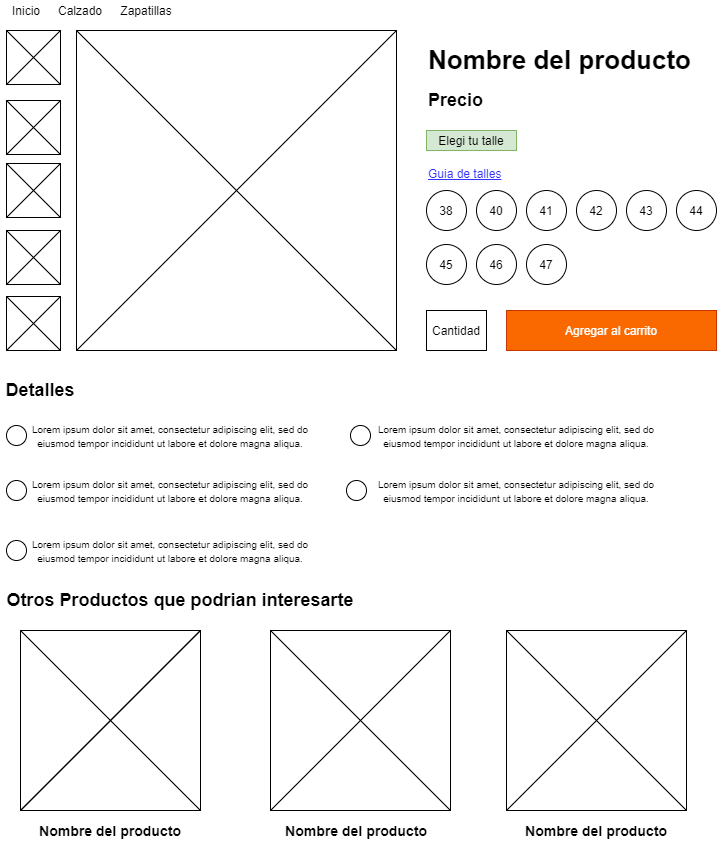 Inicio Calzado Zapatillas
Nombre del producto
Precio
Elegi tu talle
Guia de talles
38 40 41 42 43 44
45 46 47
Cantidad Agregar al carrito
Detalles
Lorem ipsum dolor sit amet, consectetur adipiscing elit, sed do
eiusmod tempor incididunt ut labore et dolore magna aliqua.
Lorem ipsum dolor sit amet, consectetur adipiscing elit, sed do
eiusmod tempor incididunt ut labore et dolore magna aliqua.
Lorem ipsum dolor sit amet, consectetur adipiscing elit, sed do
eiusmod tempor incididunt ut labore et dolore magna aliqua.
Lorem ipsum dolor sit amet, consectetur adipiscing elit, sed do
eiusmod tempor incididunt ut labore et dolore magna aliqua.
Lorem ipsum dolor sit amet, consectetur adipiscing elit, sed do
eiusmod tempor incididunt ut labore et dolore magna aliqua.
Otros Productos que podrian interesarte
Nombre del producto Nombre del producto Nombre del producto